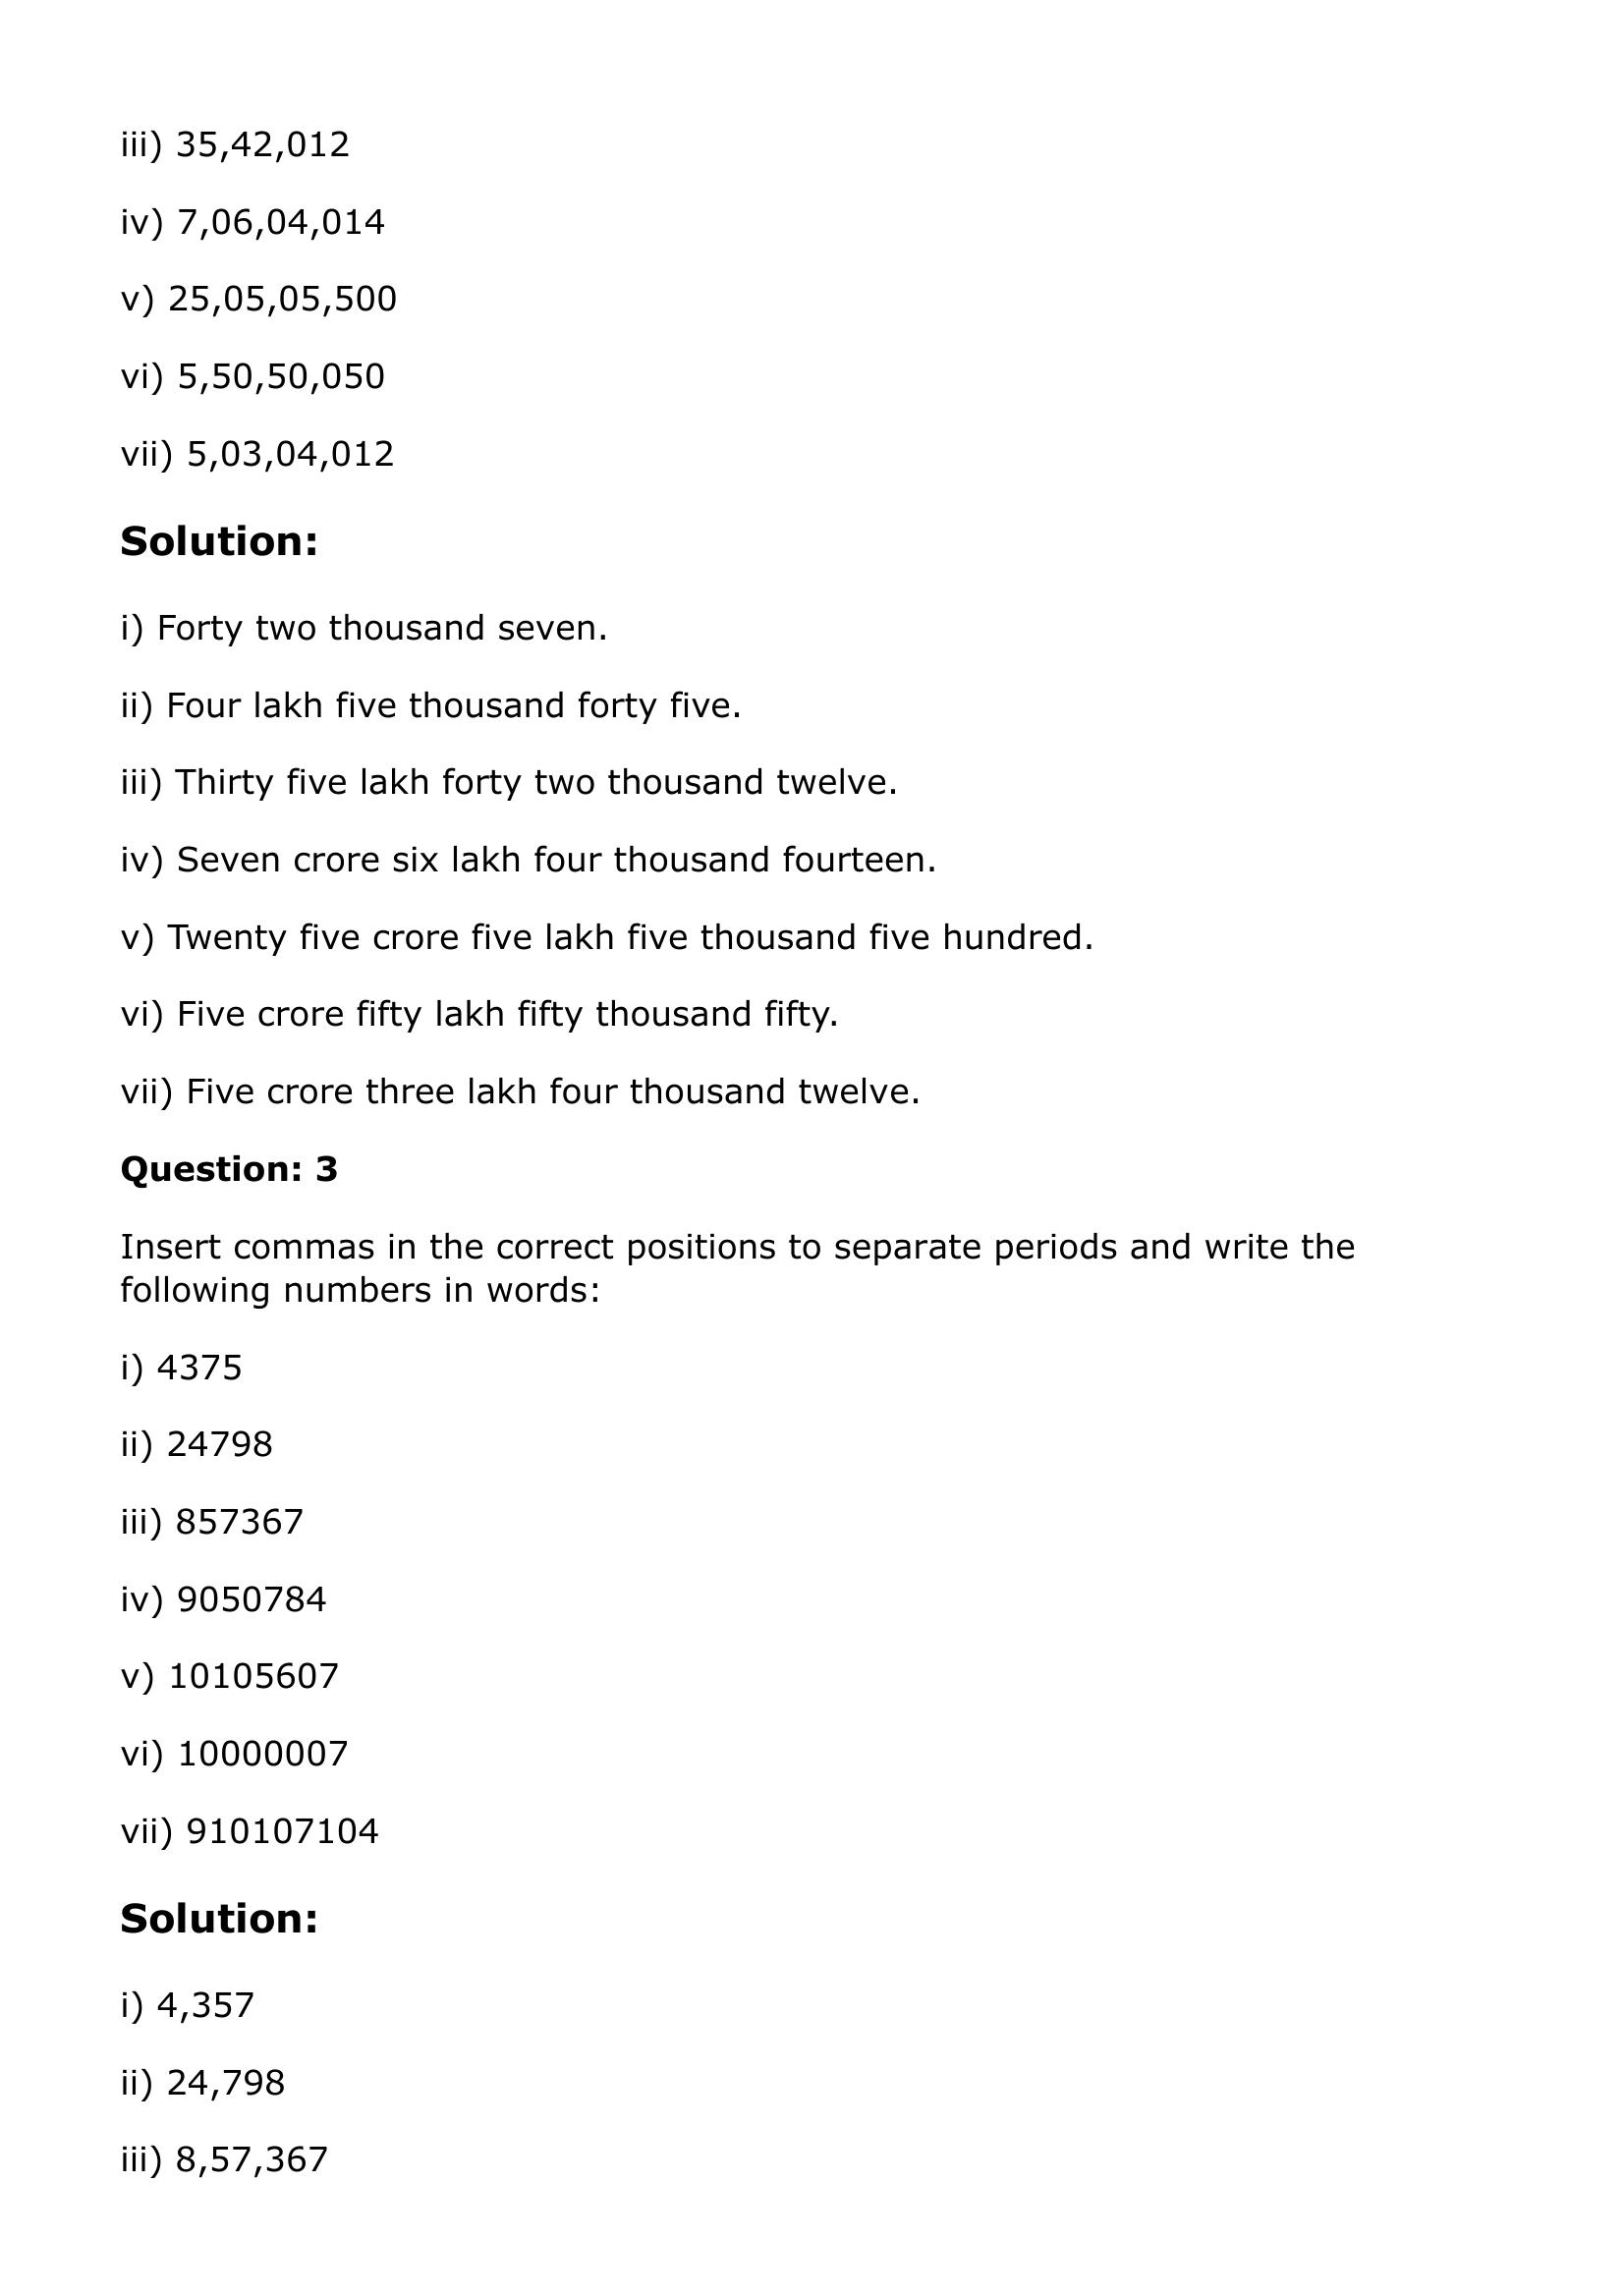 iii) 35,42,012
iv) 7,06,04,014
v) 25,05,05,500
vi) 5,50,50,050
vii) 5,03,04,012
Solution:
i) Forty two thousand seven.
ii) Four lakh five thousand forty five.
iii) Thirty five lakh forty two thousand twelve.
iv) Seven crore six lakh four thousand fourteen.
v) Twenty five crore five lakh five thousand five hundred.
vi) Five crore fifty lakh fifty thousand fifty.
vii) Five crore three lakh four thousand twelve.
Question: 3
Insert commas in the correct positions to separate periods and write the
following numbers in words:
i) 4375
ii) 24798
iii) 857367
iv) 9050784
v) 10105607
vi) 10000007
vii) 910107104
Solution:
i) 4,357
ii) 24,798
iii) 8,57,367